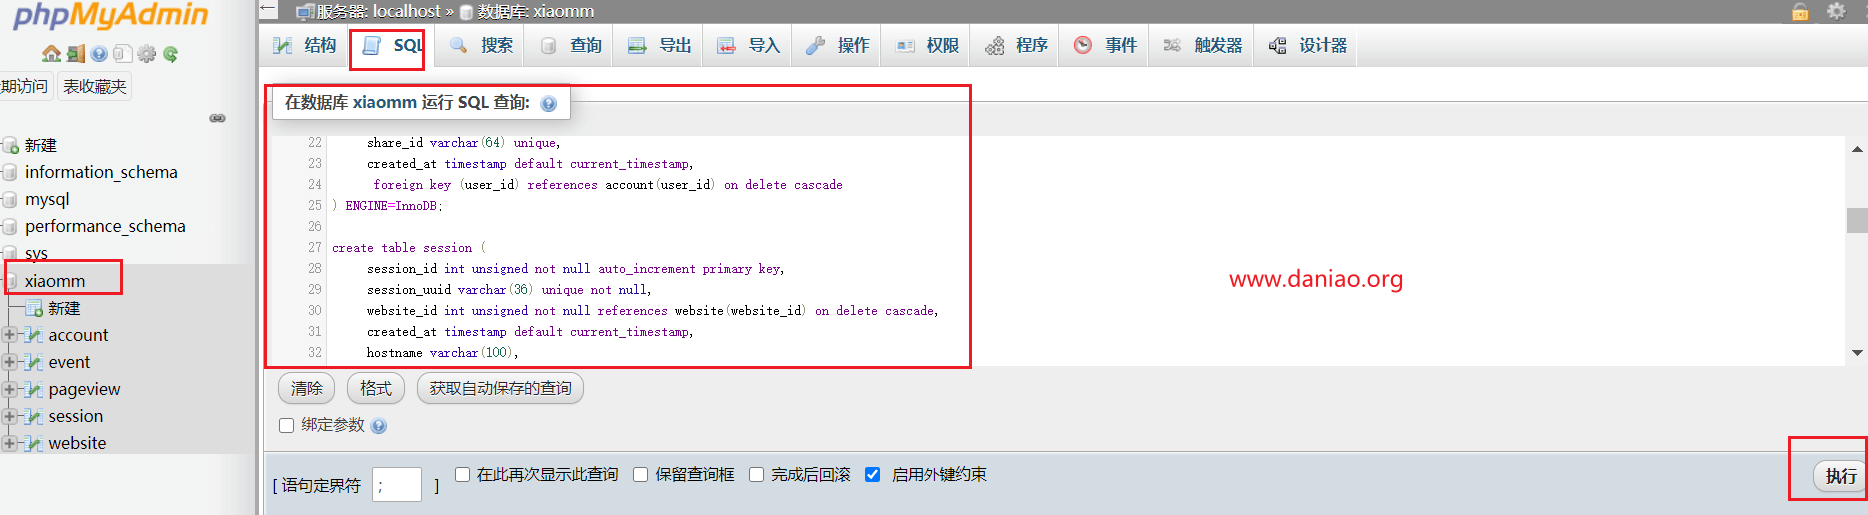 phpMyAdmin
期访问 表收藏夹
新建
information_schema
mysql
performance_schema
sys
xiaomm
新建
account
event
pageview
session
website
服务器: localhost » 数据库: xiaomm
结构 SQL 搜索 查询 导出 导入 操作 权限 程序 事件 触发器 设计器
在数据库 xiaomm 运行 SQL 查询:
22 share_id varchar(64) unique,
23 created_at timestamp default current_timestamp,
24 foreign key (user_id) references account(user_id) on delete cascade
25 ) ENGINE=InnoDB;
26
27 create table session (
28 session_id int unsigned not null auto_increment primary key,
29 session_uuid varchar(36) unique not null,
30 website_id int unsigned not null references website(website_id) on delete cascade,
31 created_at timestamp default current_timestamp,
32 hostname varchar(100),
www.daniao.org
清除 格式 获取自动保存的查询
绑定参数
[ 语句定界符 ; ] 在此再次显示此查询 保留查询框 完成后回滚 启用外键约束
执行